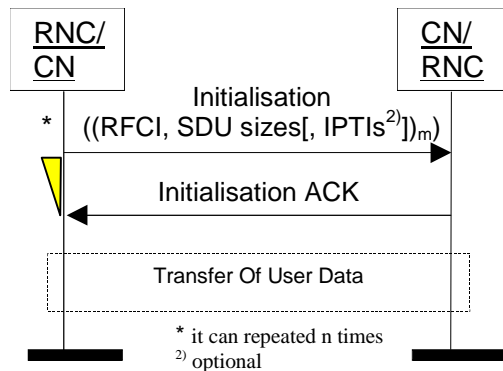 RNC/
CN
CN/
RNC
Initialisation
* ((RFCI, SDU sizes[, IPTIs²⁾])ₘ)
Initialisation ACK
Transfer Of User Data
* it can repeated n times
²⁾ optional